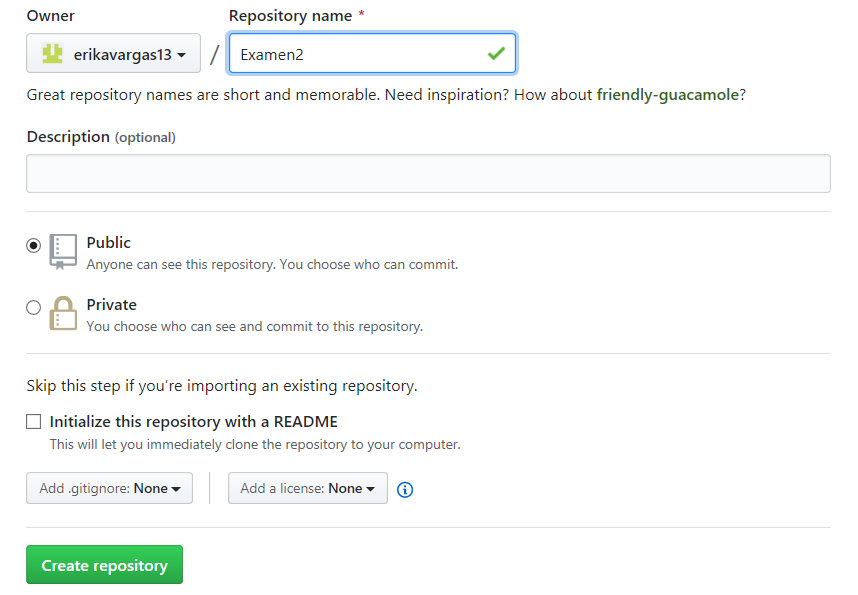 Owner
Repository name *
erikavargas13 / Examen2
Great repository names are short and memorable. Need inspiration? How about friendly-guacamole?
Description (optional)
Public
Anyone can see this repository. You choose who can commit.
Private
You choose who can see and commit to this repository.
Skip this step if you’re importing an existing repository.
Initialize this repository with a README
This will let you immediately clone the repository to your computer.
Add .gitignore: None
Add a license: None
Create repository